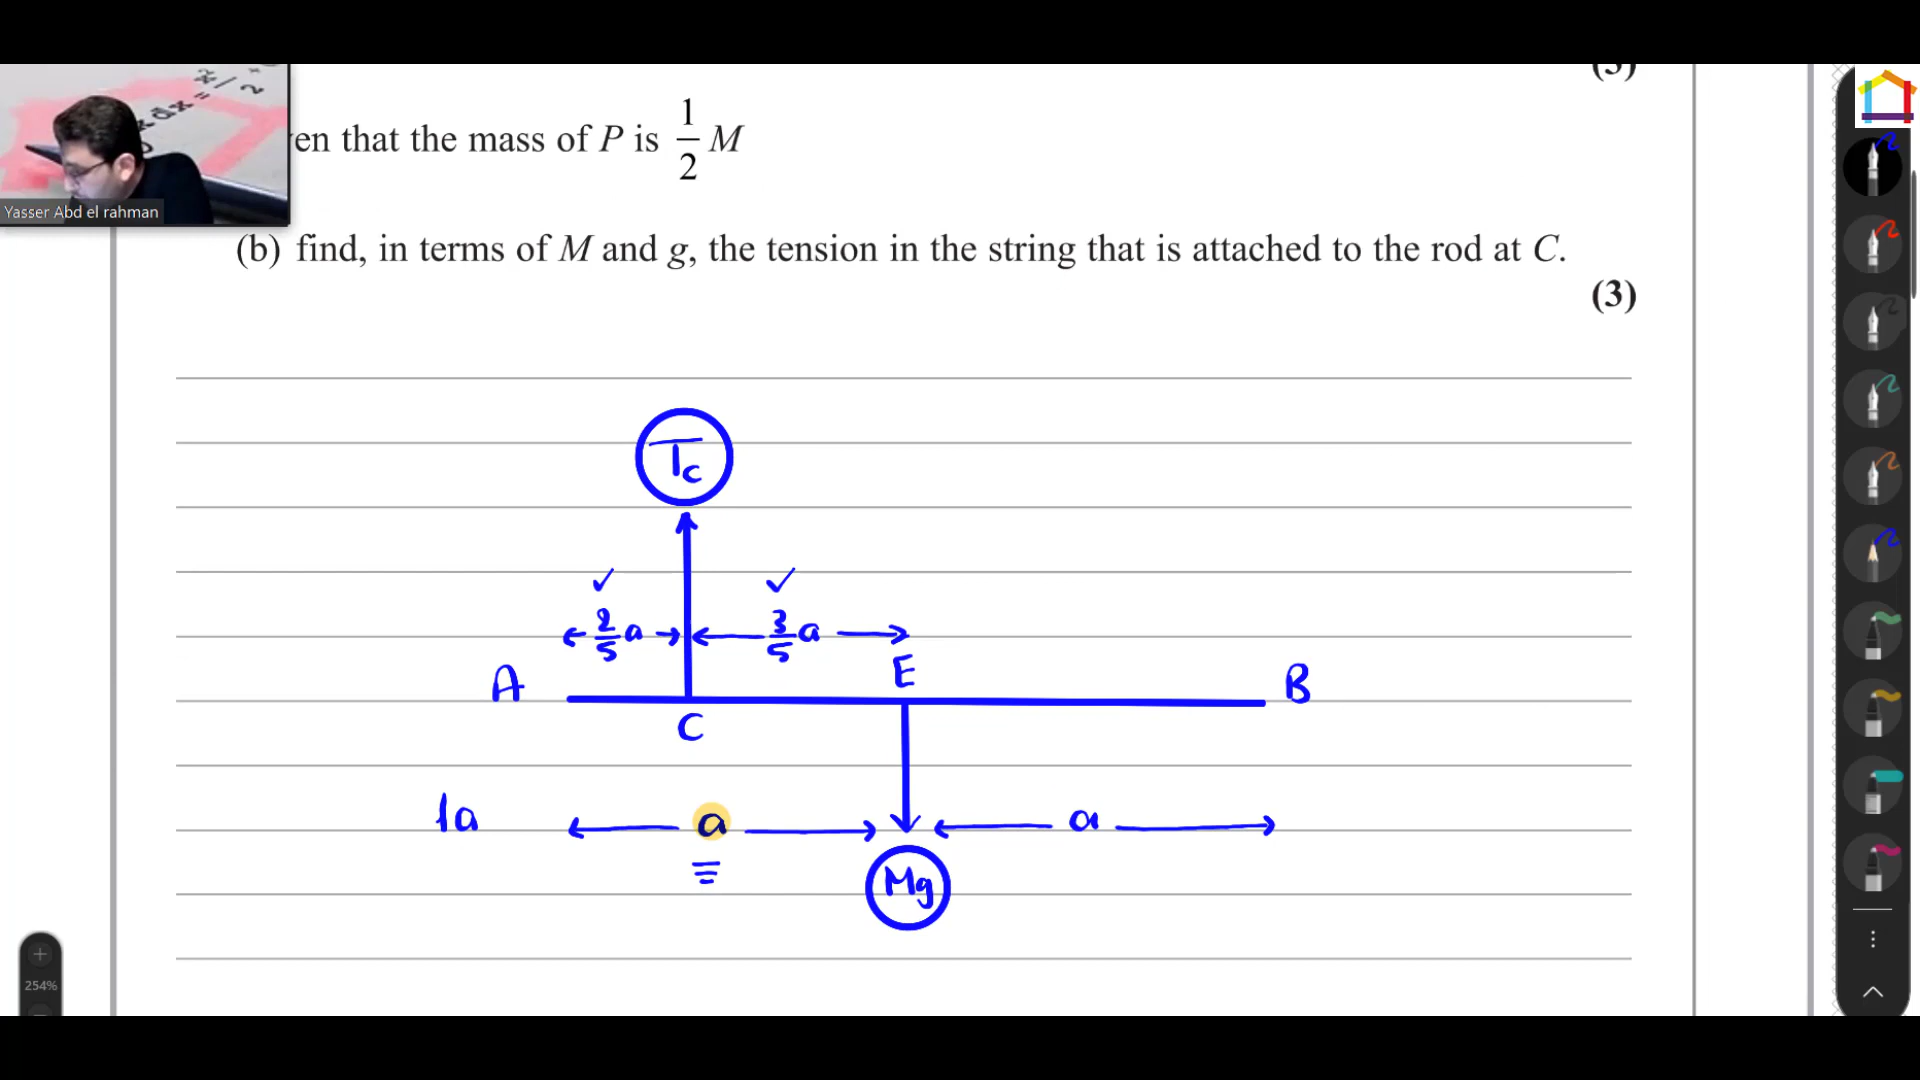 en that the mass of P is 1/2 M
Yasser Abd el rahman
(b) find, in terms of M and g, the tension in the string that is attached to the rod at C.
(3)
Tc
2/5 a 3/5 a
A E B
C
1a a a
Mg
254%